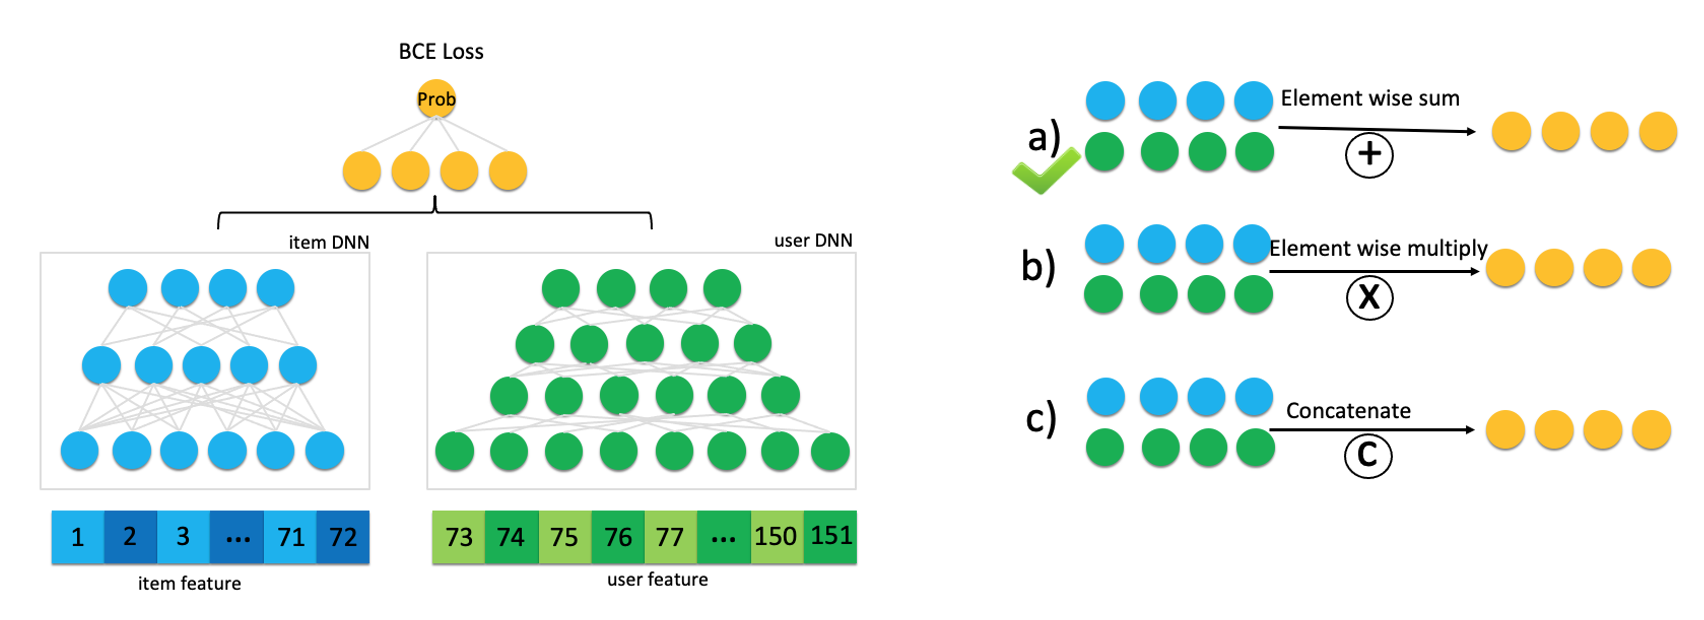 BCE Loss
Prob
item DNN
user DNN
1 2 3 ... 71 72
73 74 75 76 77 ... 150 151
item feature
user feature
a)
Element wise sum
+
b)
Element wise multiply
X
c)
Concatenate
C